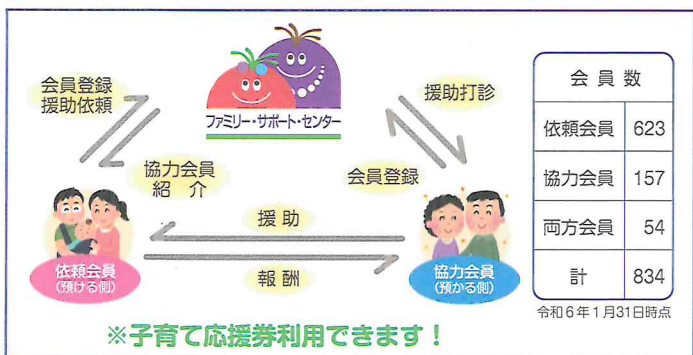 会員登録
援助依頼
ファミリー・サポート・センター
援助打診
協力会員
紹介
会員登録
援助
報酬
依頼会員
(預ける側)
協力会員
(預かる側)
※子育て応援券利用できます！
会員数
依頼会員 623
協力会員 157
両方会員 54
計 834
令和6年1月31日時点